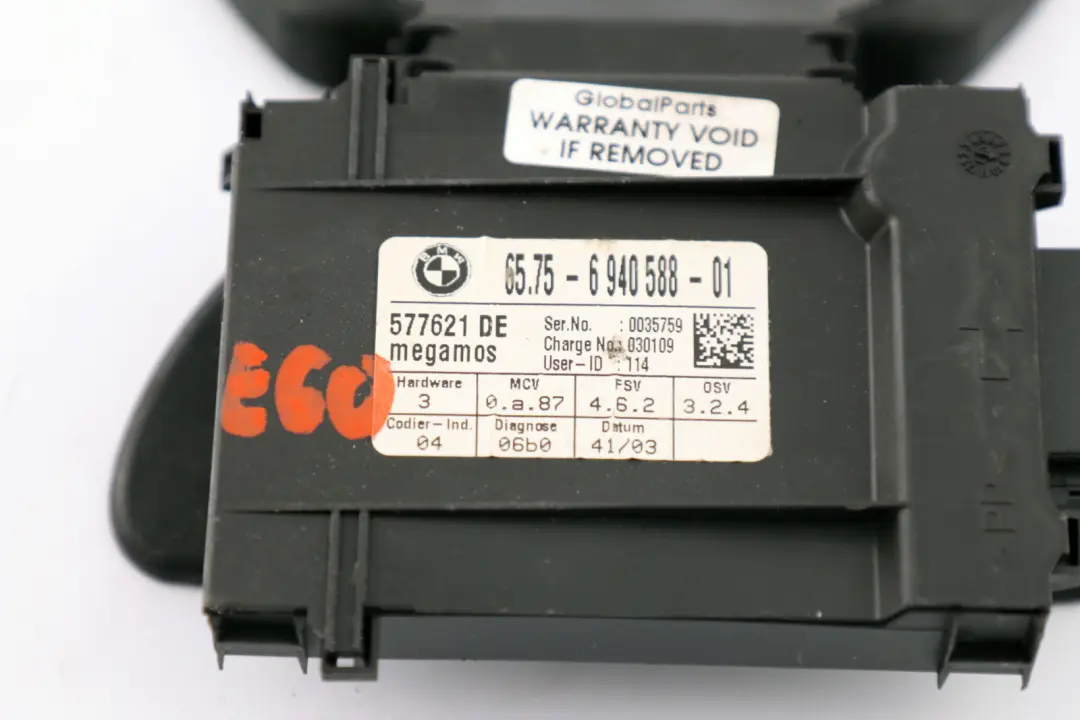 GlobalParts
WARRANTY VOID
IF REMOVED
BMW
65.75 - 6 940 588 - 01
577621 DE
megamos
Ser.No. : 0035759
Charge No.: 030109
User-ID : 114
Hardware MCV FSV OSV
3 0.a.87 4.6.2 3.2.4
Codier-Ind. Diagnose Datum
04 06b0 41/03
E60